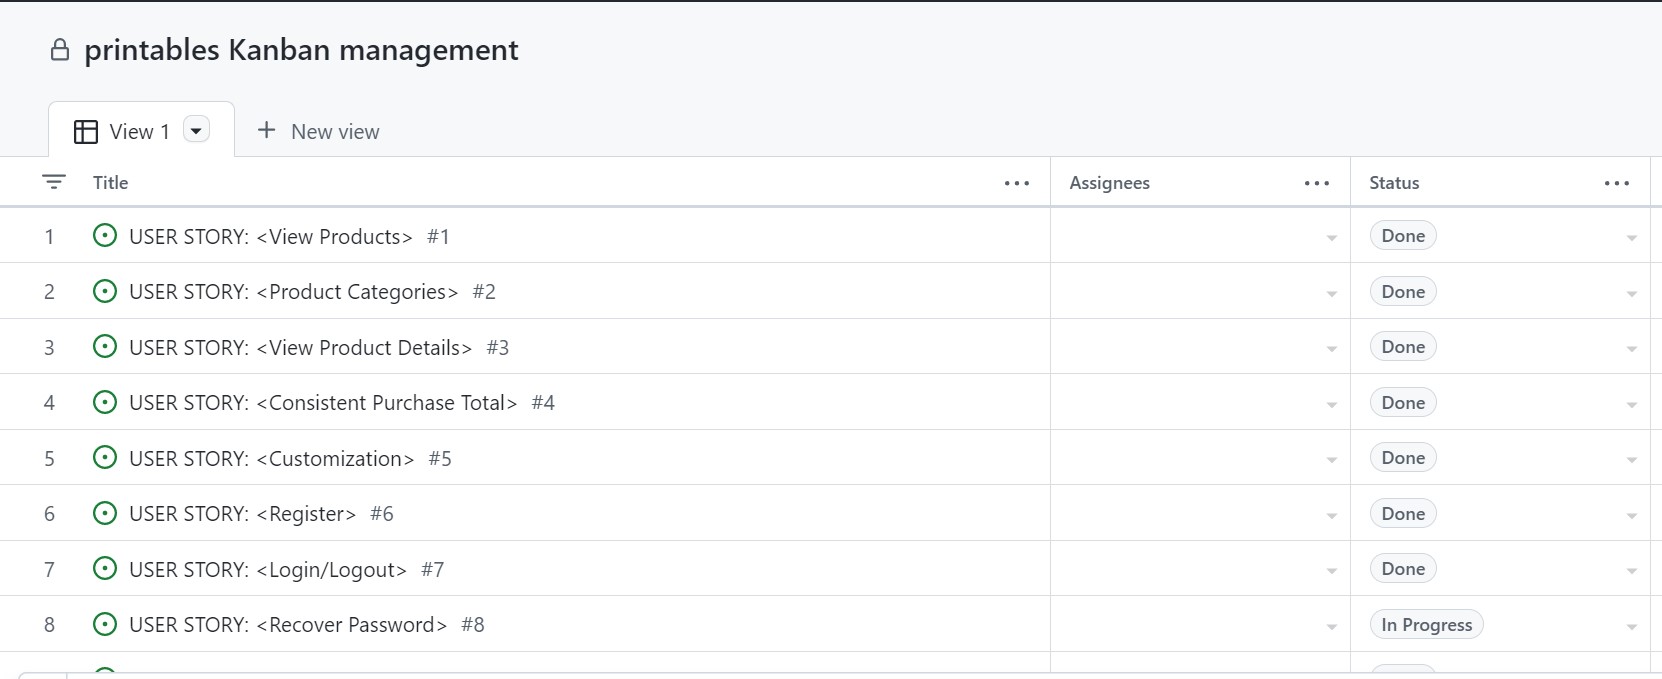 printables Kanban management
View 1 New view
Title Assignees Status
1 USER STORY: <View Products> #1 Done
2 USER STORY: <Product Categories> #2 Done
3 USER STORY: <View Product Details> #3 Done
4 USER STORY: <Consistent Purchase Total> #4 Done
5 USER STORY: <Customization> #5 Done
6 USER STORY: <Register> #6 Done
7 USER STORY: <Login/Logout> #7 Done
8 USER STORY: <Recover Password> #8 In Progress